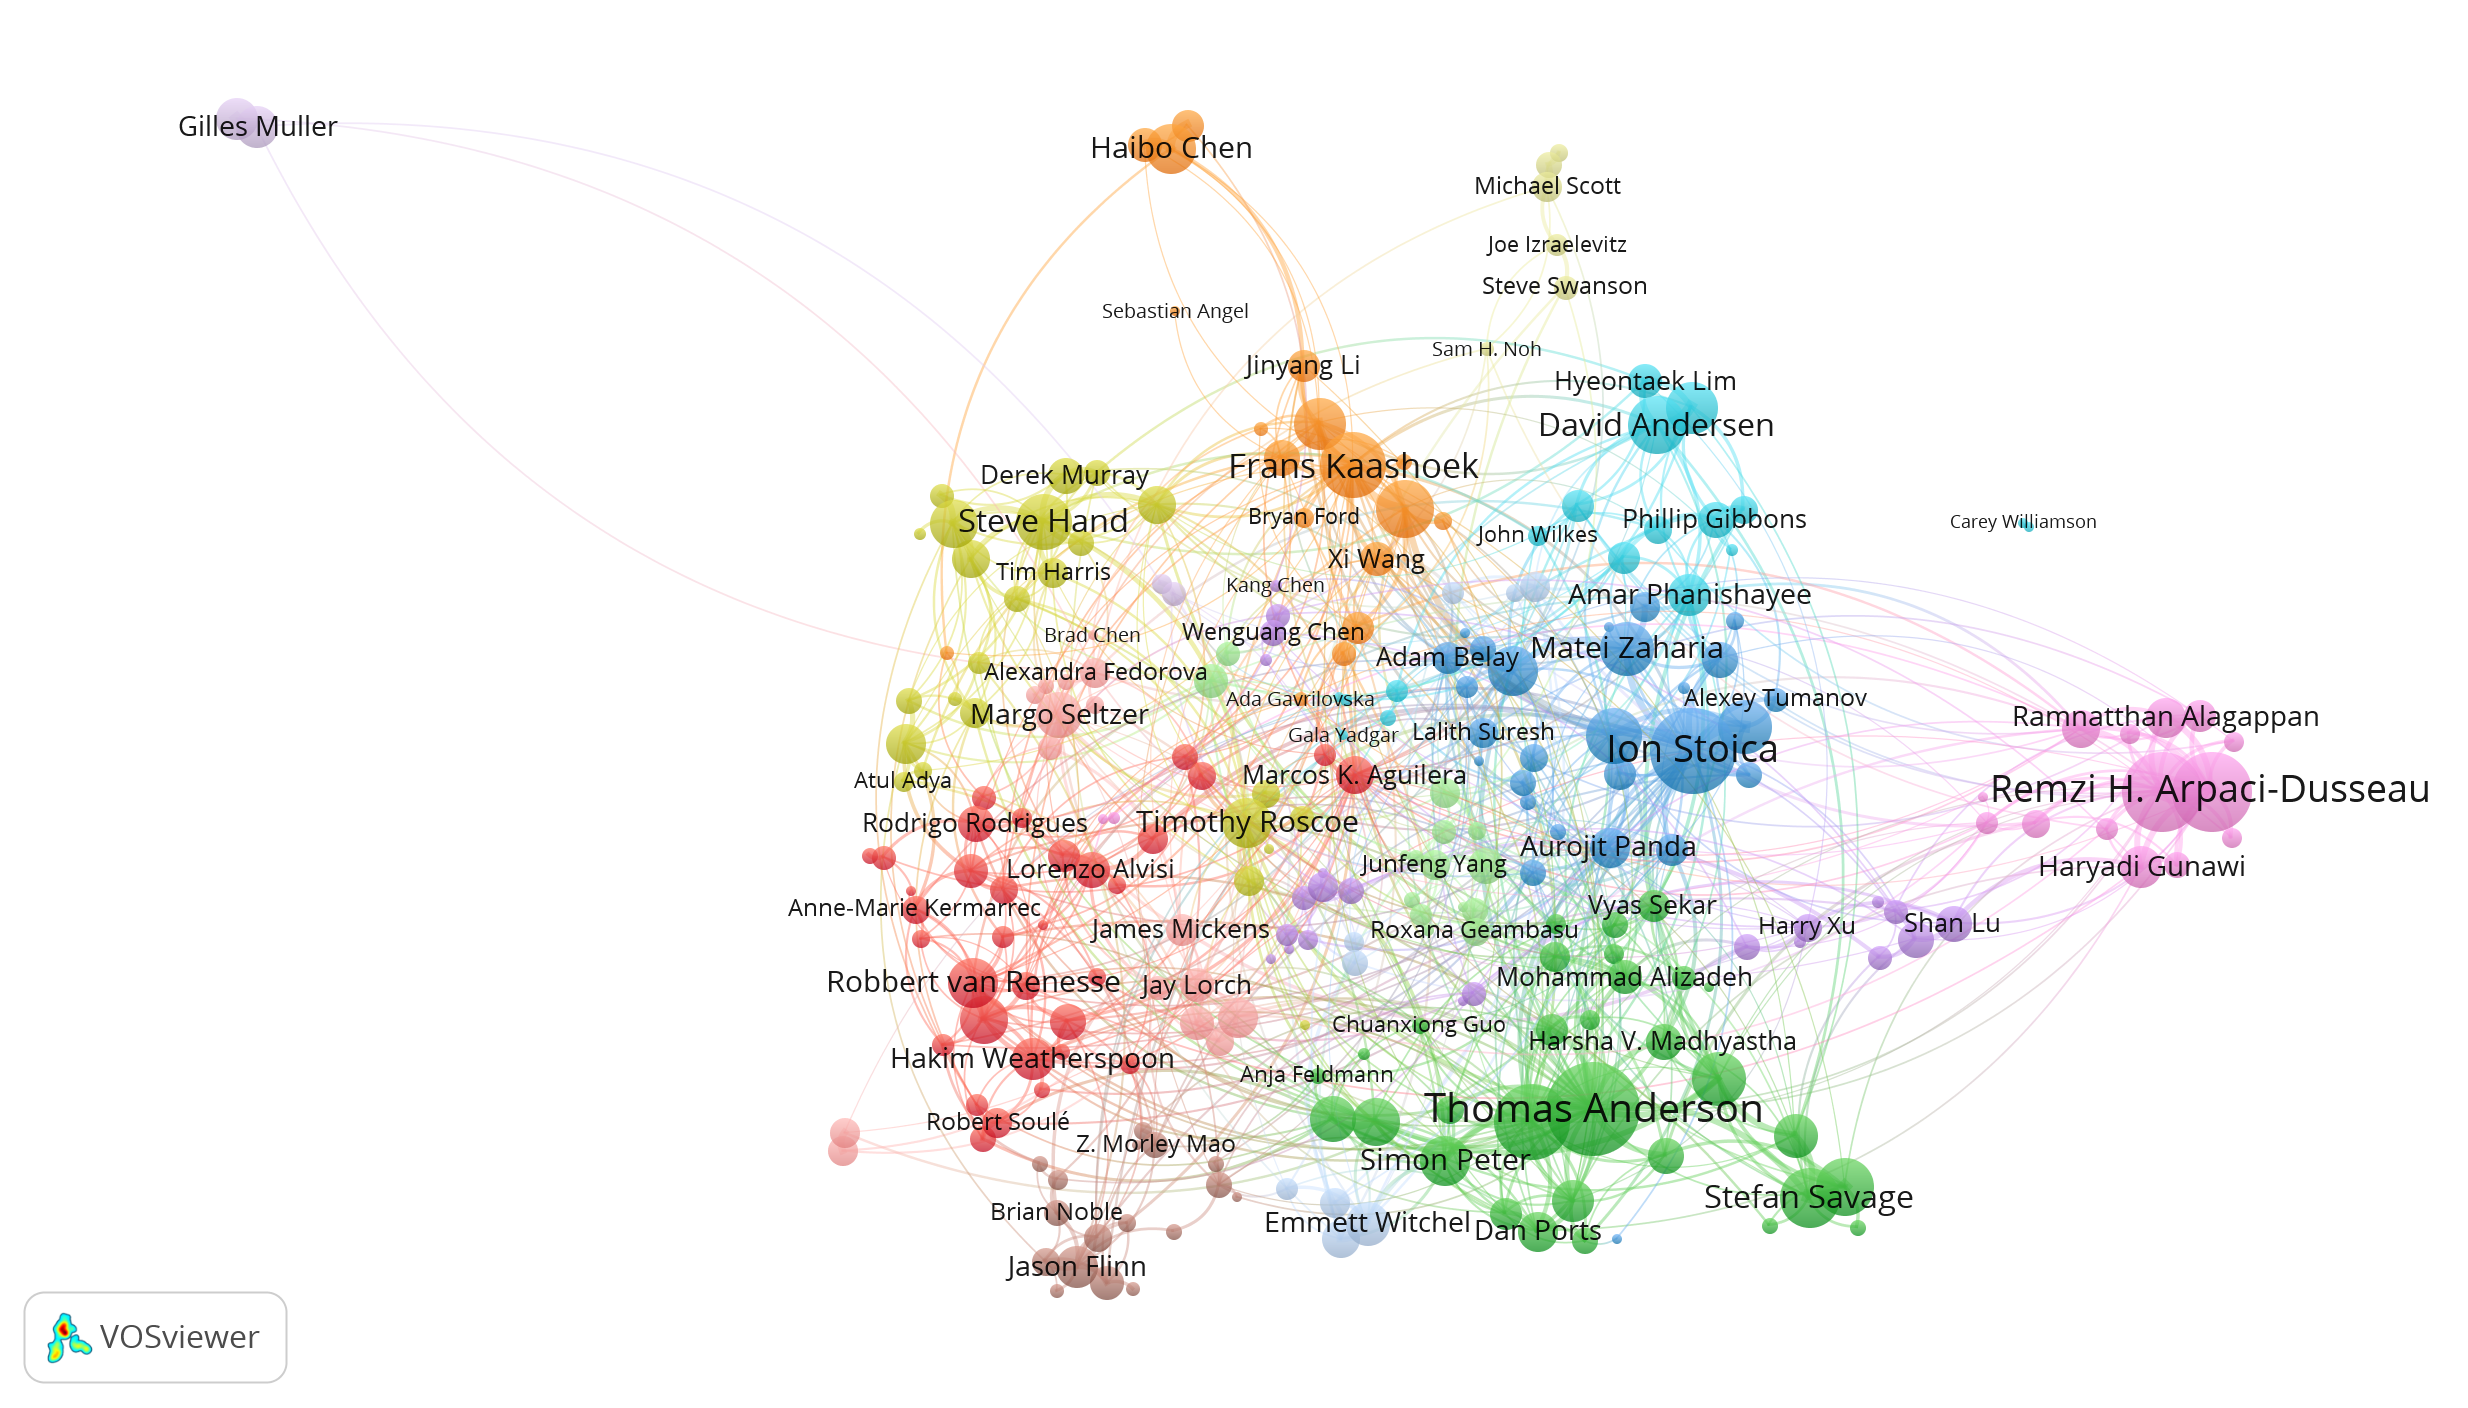 Gilles Muller
Haibo Chen
Michael Scott
Joe Izraelevitz
Steve Swanson
Sebastian Angel
Sam H. Noh
Jinyang Li
Hyeontaek Lim
David Andersen
Frans Kaashoek
Derek Murray
Steve Hand
Bryan Ford
Phillip Gibbons
Carey Williamson
John Wilkes
Xi Wang
Tim Harris
Kang Chen
Amar Phanishayee
Brad Chen
Wenguang Chen
Matei Zaharia
Adam Belay
Alexandra Fedorova
Ada Gavrilovska
Alexey Tumanov
Margo Seltzer
Ramnatthan Alagappan
Gala Yadgar
Lalith Suresh
Ion Stoica
Marcos K. Aguilera
Atul Adya
Remzi H. Arpaci-Dusseau
Rodrigo Rodrigues
Timothy Roscoe
Aurojit Panda
Lorenzo Alvisi
Junfeng Yang
Haryadi Gunawi
Anne-Marie Kermarrec
Vyas Sekar
James Mickens
Roxana Geambasu
Harry Xu
Shan Lu
Robbert van Renesse
Jay Lorch
Mohammad Alizadeh
Chuanxiong Guo
Harsha V. Madhyastha
Hakim Weatherspoon
Anja Feldmann
Thomas Anderson
Robert Soulé
Z. Morley Mao
Simon Peter
Stefan Savage
Brian Noble
Emmett Witchel
Dan Ports
Jason Flinn
VOSviewer